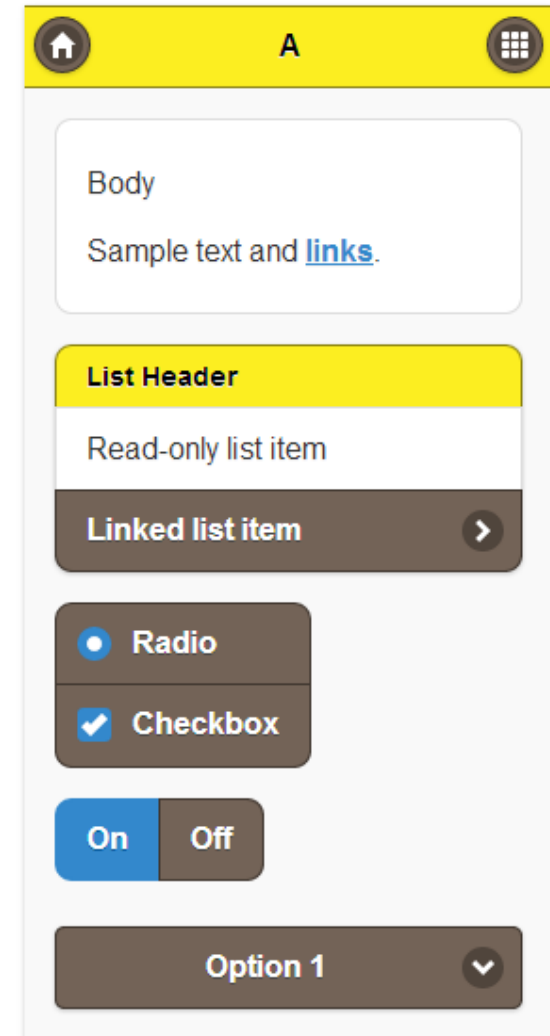 A
Body
Sample text and links.
List Header
Read-only list item
Linked list item
Radio
Checkbox
On Off
Option 1